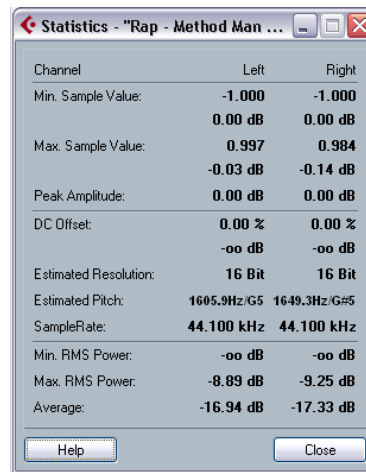 Statistics - "Rap - Method Man ...
Channel Left Right
Min. Sample Value: -1.000 -1.000
0.00 dB 0.00 dB
Max. Sample Value: 0.997 0.984
-0.03 dB -0.14 dB
Peak Amplitude: 0.00 dB 0.00 dB
DC Offset: 0.00 % 0.00 %
-oo dB -oo dB
Estimated Resolution: 16 Bit 16 Bit
Estimated Pitch: 1605.9Hz/G5 1649.3Hz/G#5
SampleRate: 44.100 kHz 44.100 kHz
Min. RMS Power: -oo dB -oo dB
Max. RMS Power: -8.89 dB -9.25 dB
Average: -16.94 dB -17.33 dB
Help Close